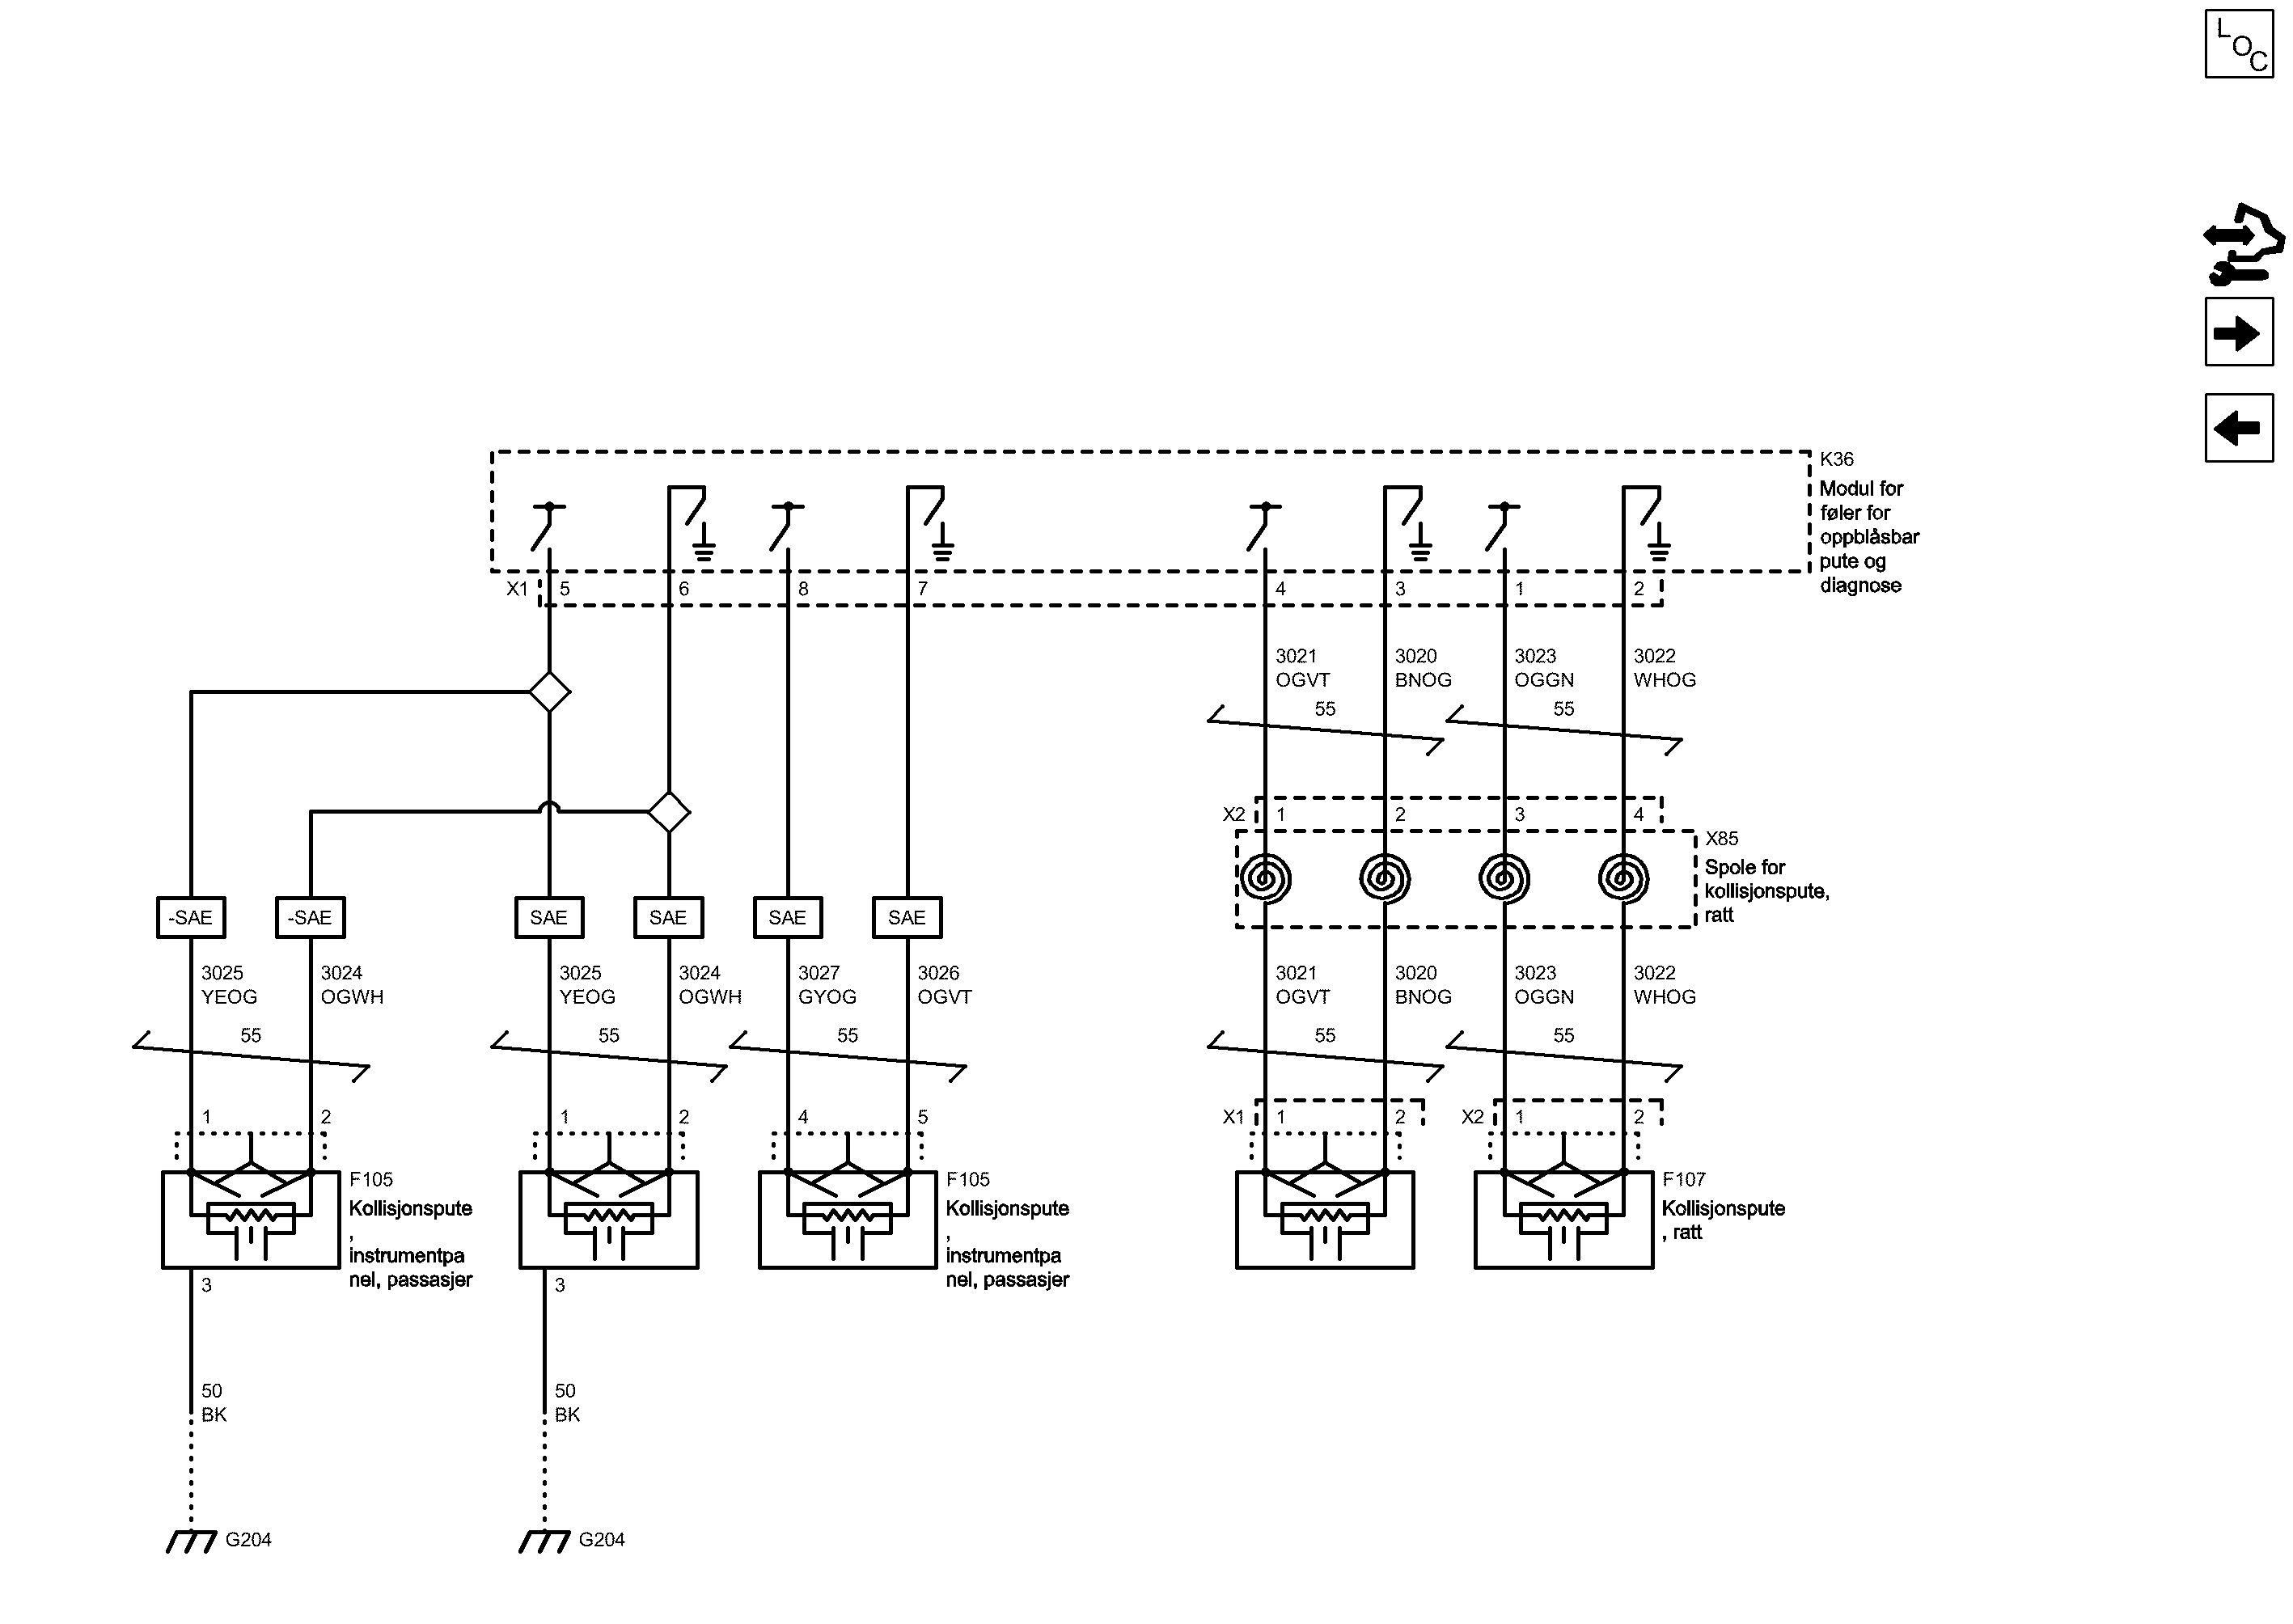 L
O
C
K36
Modul for
føler for
oppblåsbar
pute og
diagnose
X1 5 6 8 7 4 3 1 2
3021 3020 3023 3022
OGVT BNOG OGGN WHOG
55 55
X2 1 2 3 4
X85
Spole for
kollisjonspute,
ratt
-SAE -SAE SAE SAE SAE SAE
3025 3024 3025 3024 3027 3026 3021 3020 3023 3022
YEOG OGWH YEOG OGWH GYOG OGVT OGVT BNOG OGGN WHOG
55 55 55 55 55
1 2 1 2 4 5 X1 1 2 X2 1 2
F105
Kollisjonspute
,
instrumentpa
nel, passasjer
F105
Kollisjonspute
,
instrumentpa
nel, passasjer
F107
Kollisjonspute
, ratt
3 3
50 50
BK BK
G204 G204